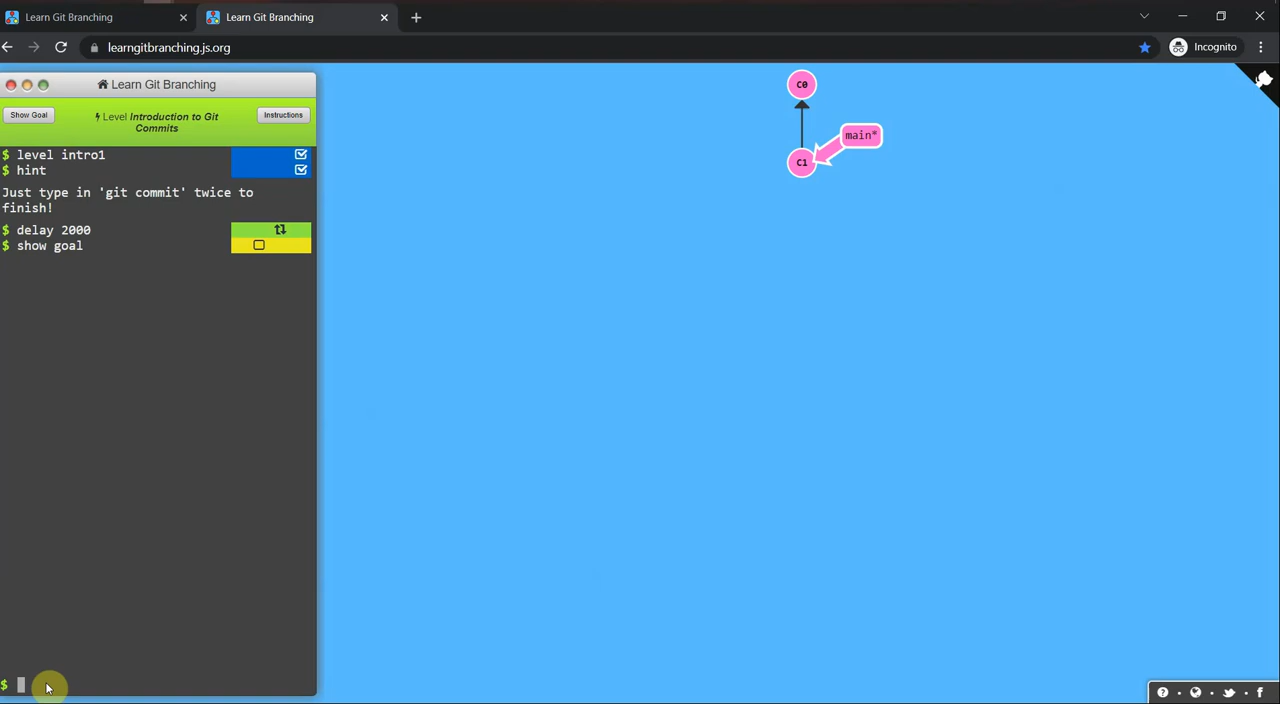 Learn Git Branching
Learn Git Branching
learngitbranching.js.org
Incognito
Learn Git Branching
Show Goal
Level Introduction to Git
Commits
Instructions
$ level intro1
$ hint
Just type in 'git commit' twice to
finish!
$ delay 2000
$ show goal
$
C0
main*
C1